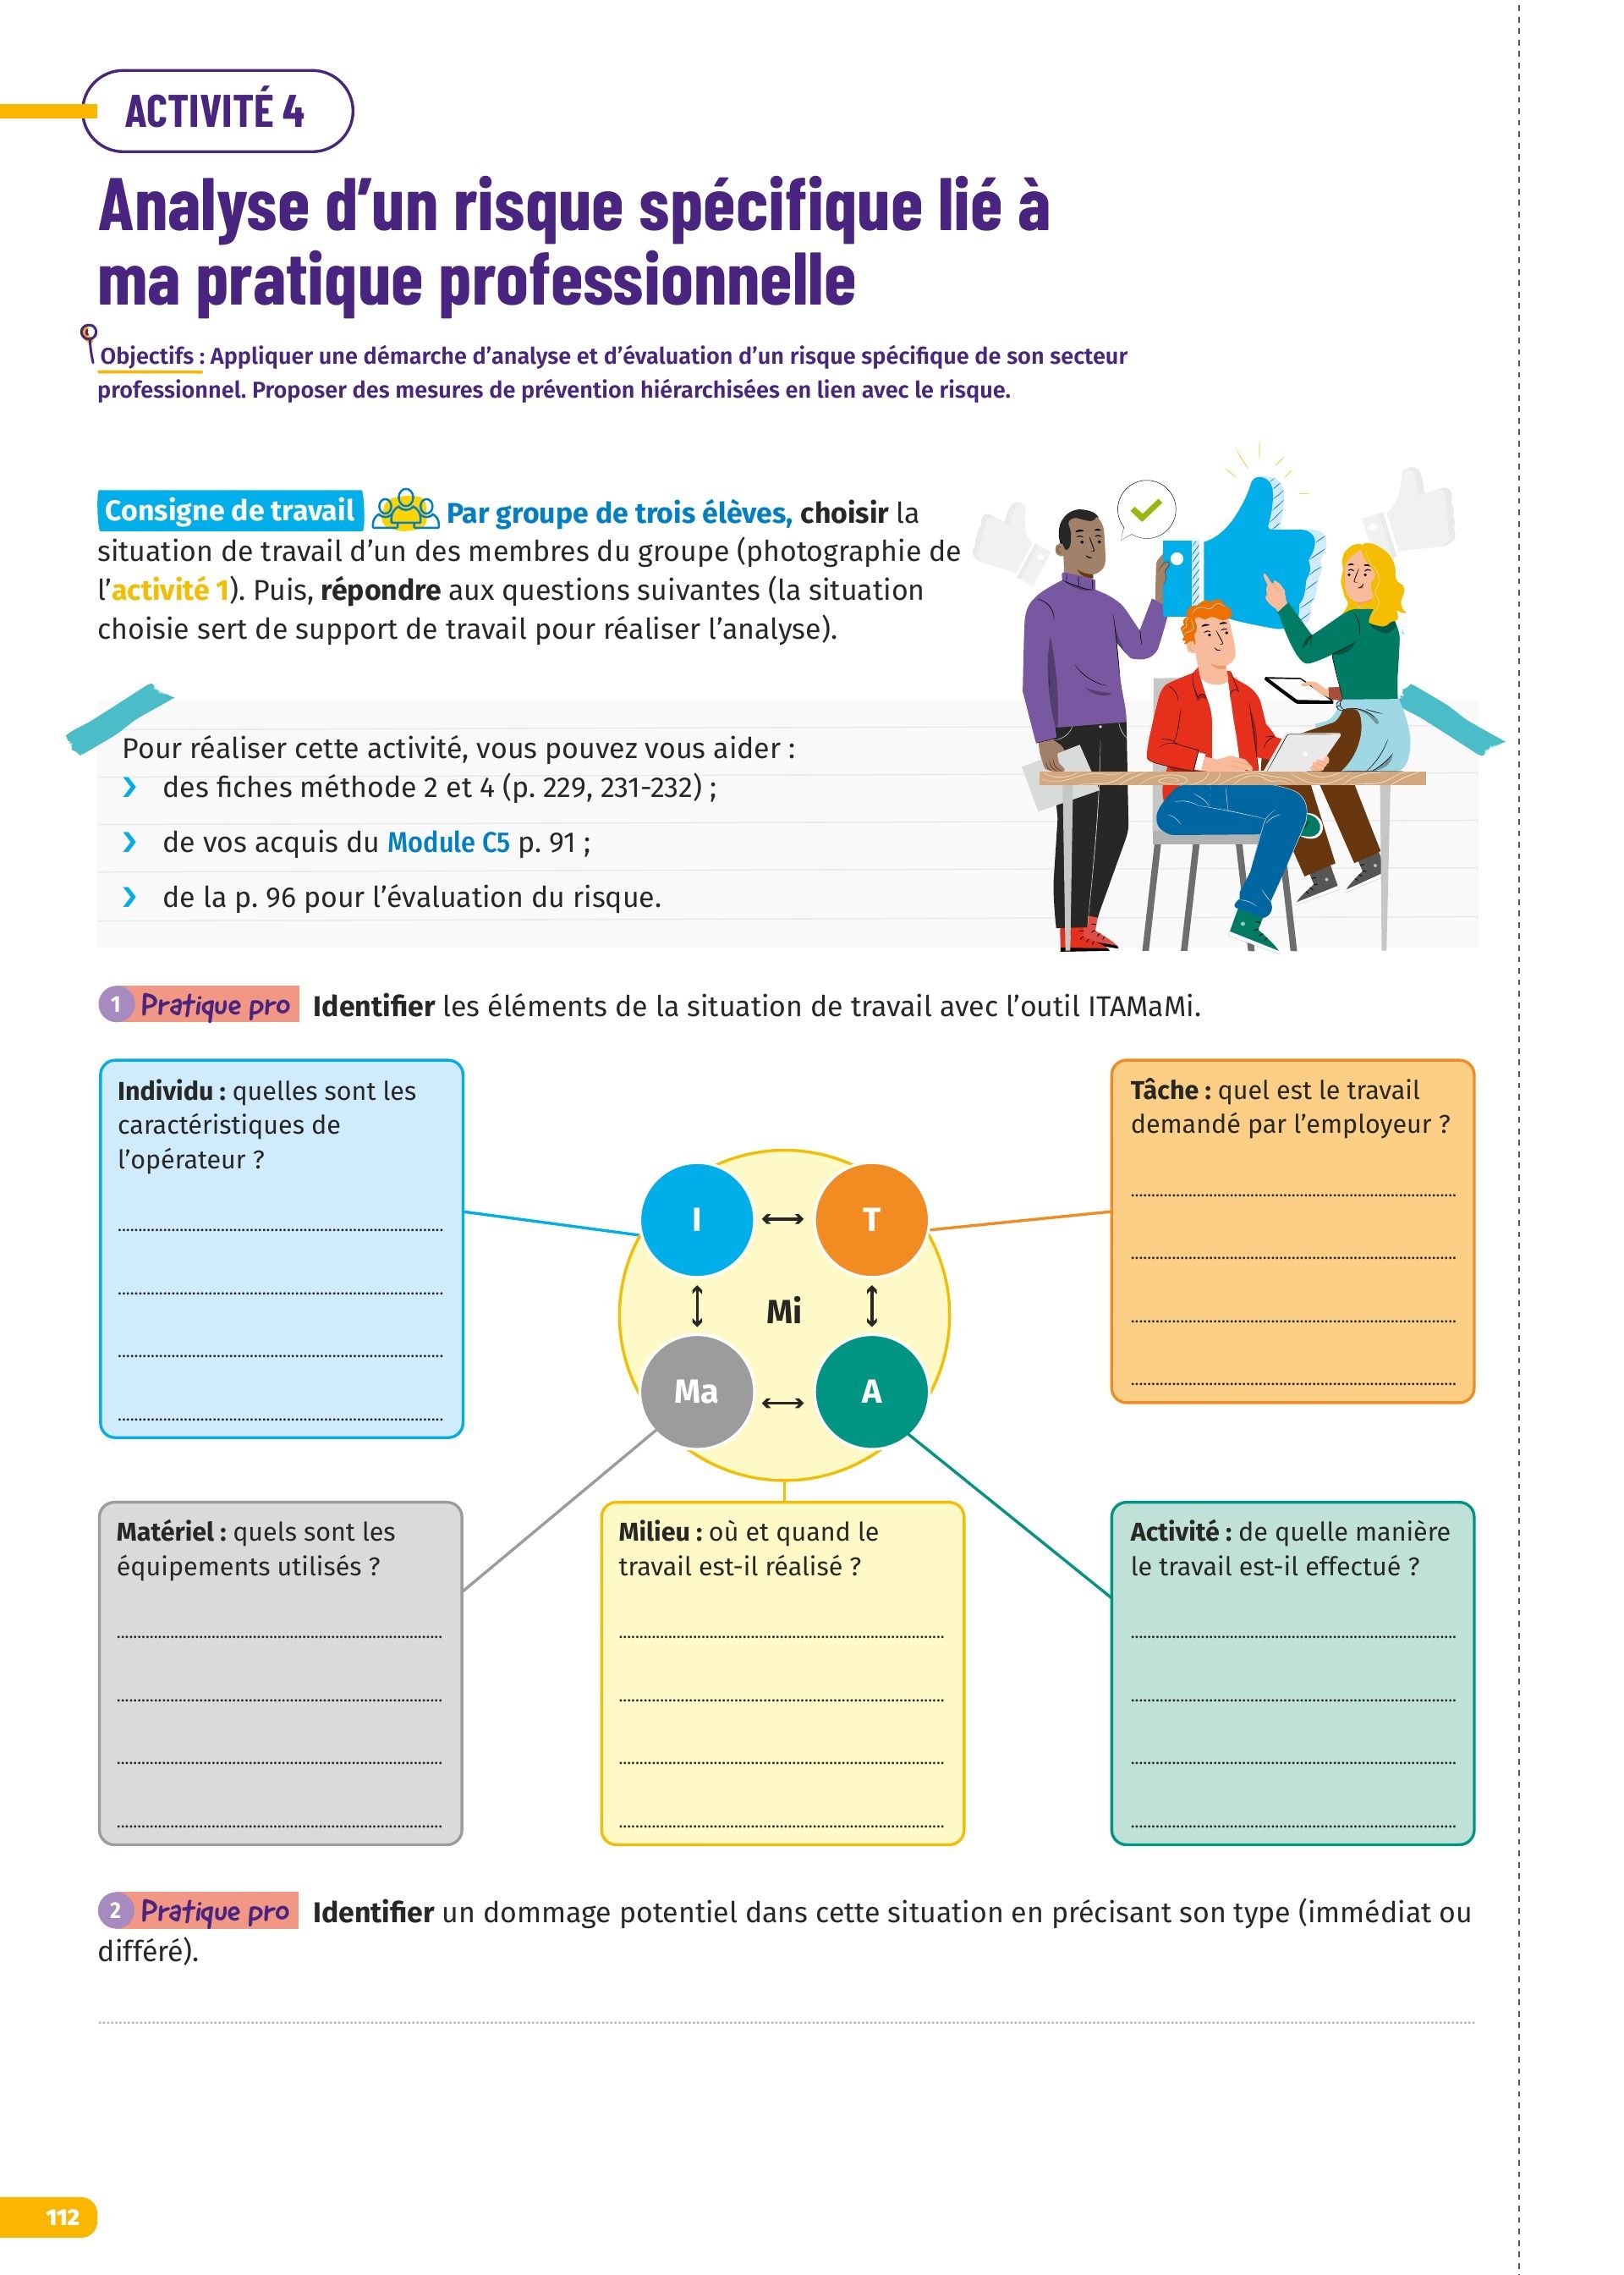 ACTIVITÉ 4
Analyse d’un risque spécifique lié à
ma pratique professionnelle
Objectifs : Appliquer une démarche d’analyse et d’évaluation d’un risque spécifique de son secteur
professionnel. Proposer des mesures de prévention hiérarchisées en lien avec le risque.
Consigne de travail Par groupe de trois élèves, choisir la
situation de travail d’un des membres du groupe (photographie de
l’activité 1). Puis, répondre aux questions suivantes (la situation
choisie sert de support de travail pour réaliser l’analyse).
Pour réaliser cette activité, vous pouvez vous aider :
› des fiches méthode 2 et 4 (p. 229, 231-232) ;
› de vos acquis du Module C5 p. 91 ;
› de la p. 96 pour l’évaluation du risque.
1 Pratique pro Identifier les éléments de la situation de travail avec l’outil ITAMaMi.
Individu : quelles sont les
caractéristiques de
l’opérateur ?
Tâche : quel est le travail
demandé par l’employeur ?
I
T
Mi
Ma
A
Matériel : quels sont les
équipements utilisés ?
Milieu : où et quand le
travail est-il réalisé ?
Activité : de quelle manière
le travail est-il effectué ?
2 Pratique pro Identifier un dommage potentiel dans cette situation en précisant son type (immédiat ou
différé).
112